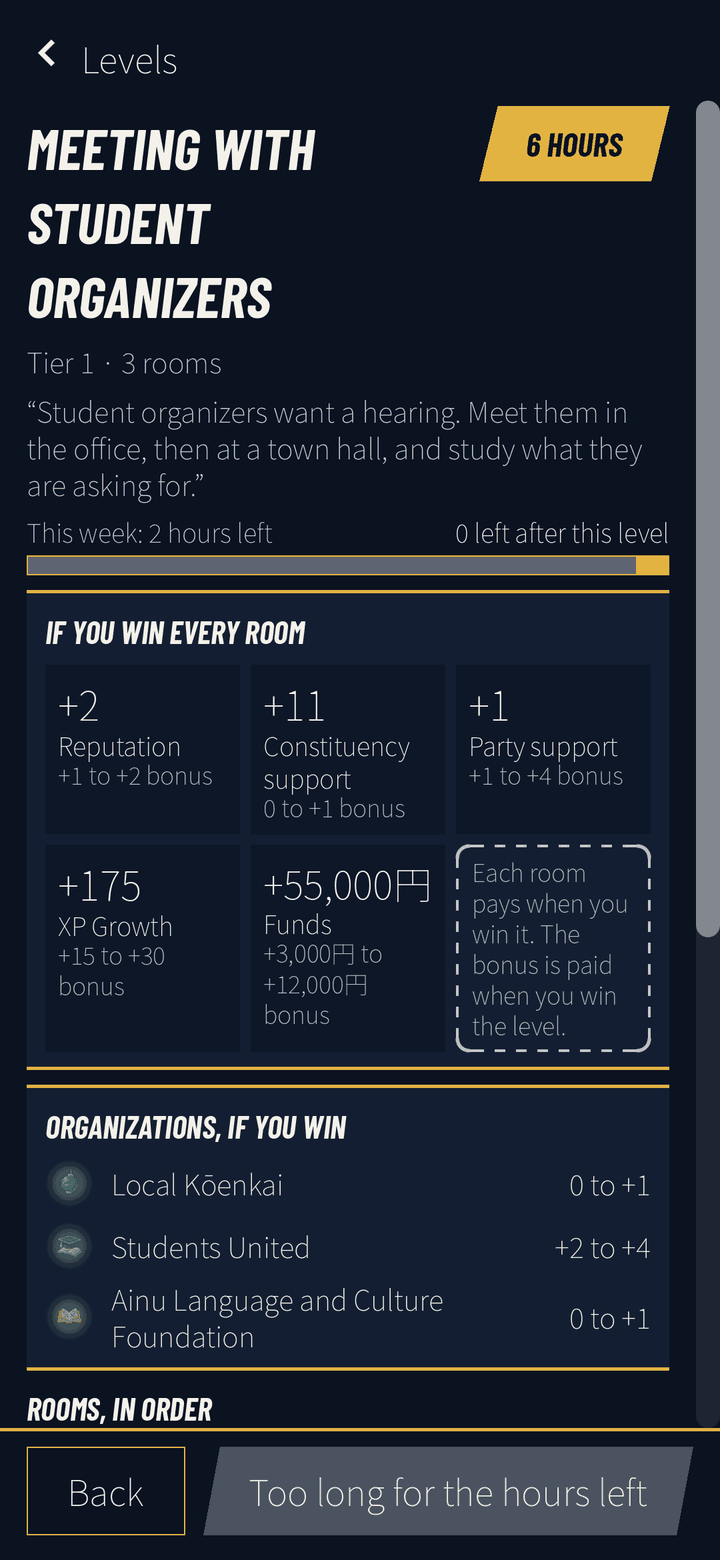 Levels
MEETING WITH
STUDENT
ORGANIZERS
6 HOURS
Tier 1 · 3 rooms
“Student organizers want a hearing. Meet them in
the office, then at a town hall, and study what they
are asking for.”
This week: 2 hours left
0 left after this level
IF YOU WIN EVERY ROOM
+2
Reputation
+1 to +2 bonus
+11
Constituency
support
0 to +1 bonus
+1
Party support
+1 to +4 bonus
+175
XP Growth
+15 to +30
bonus
+55,000円
Funds
+3,000円 to
+12,000円
bonus
Each room
pays when you
win it. The
bonus is paid
when you win
the level.
ORGANIZATIONS, IF YOU WIN
Local Kōenkai
0 to +1
Students United
+2 to +4
Ainu Language and Culture
Foundation
0 to +1
ROOMS, IN ORDER
Back
Too long for the hours left